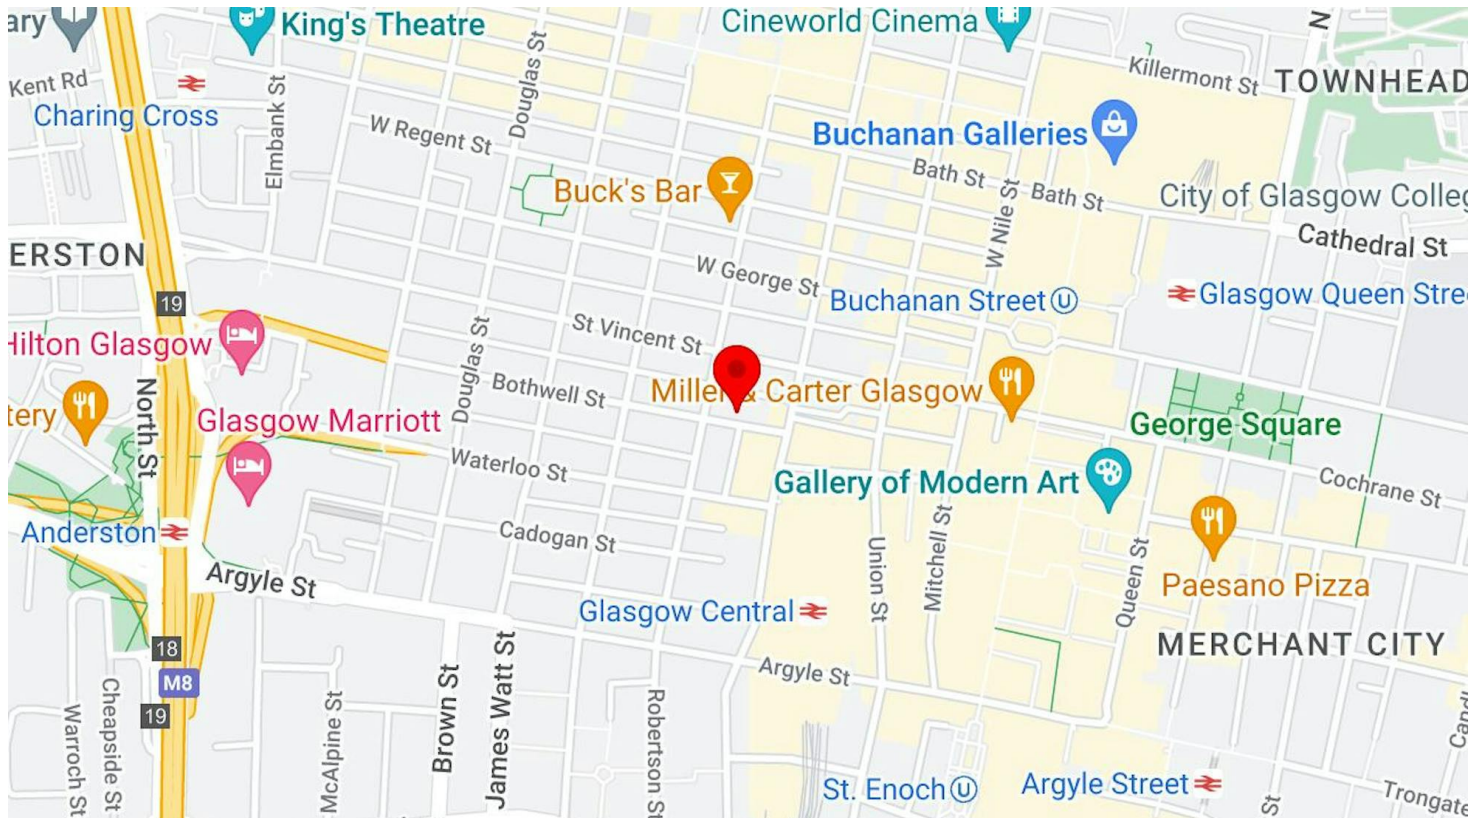 ary
King's Theatre
Cineworld Cinema
N
Kent Rd
Charing Cross
Elmbank St
Douglas St
W Regent St
Killermont St
TOWNHEAD
Buchanan Galleries
Buck's Bar
Bath St
Bath St
W Nile St
City of Glasgow Colleg
Cathedral St
ERSTON
19
W George St
Buchanan Street U
Glasgow Queen Stre
Hilton Glasgow
St Vincent St
Douglas St
Bothwell St
Miller & Carter Glasgow
tery
North St
Glasgow Marriott
George Square
Waterloo St
Gallery of Modern Art
Cochrane St
Anderston
Cadogan St
Union St
Mitchell St
Queen St
Argyle St
Paesano Pizza
Glasgow Central
MERCHANT CITY
18
M8
19
Argyle St
Cheapside St
Warroch St
McAlpine St
Brown St
James Watt St
Robertson St
St. Enoch U
Argyle Street
St
Trongate
Cand